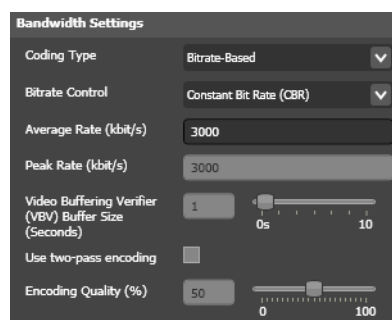 Bandwidth Settings
Coding Type Bitrate-Based
Bitrate Control Constant Bit Rate (CBR)
Average Rate (kbit/s) 3000
Peak Rate (kbit/s) 3000
Video Buffering Verifier
(VBV) Buffer Size
(Seconds)
1
0s 10
Use two-pass encoding
Encoding Quality (%) 50
0 100